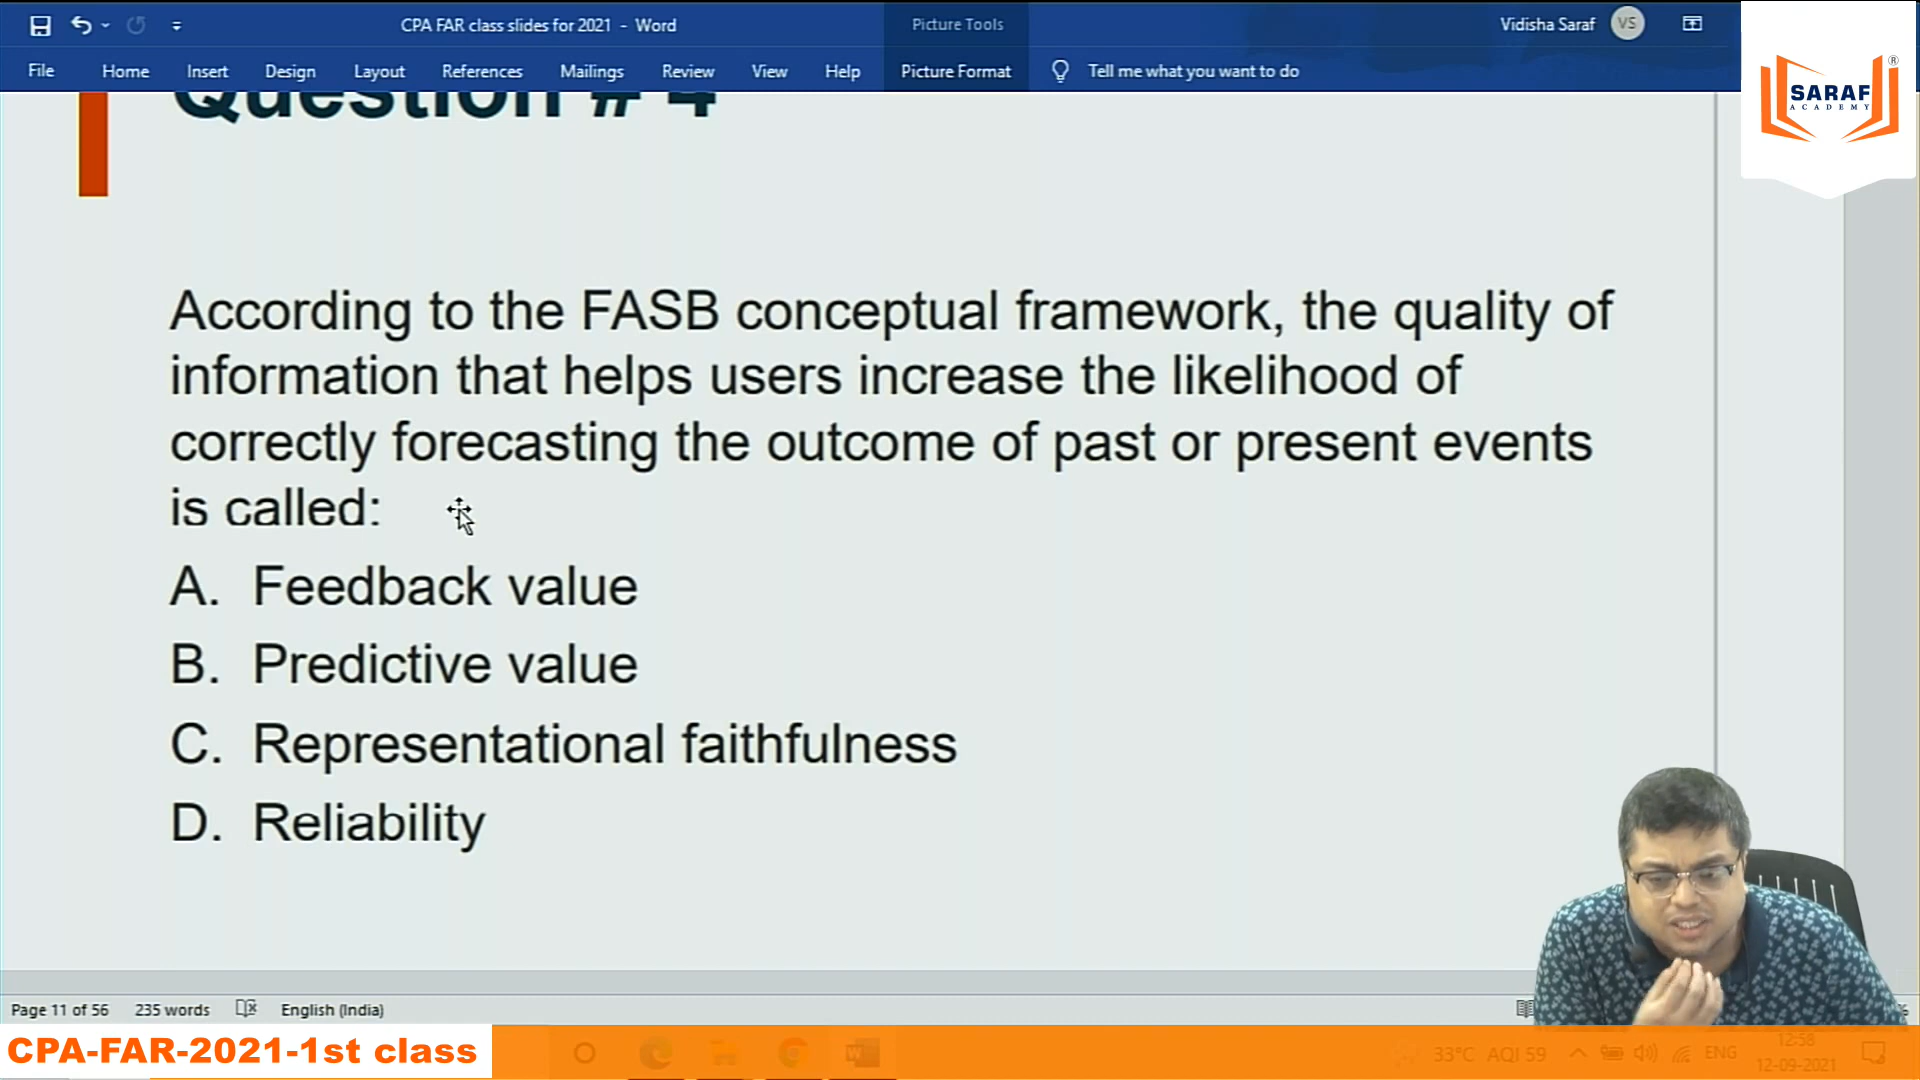 CPA FAR class slides for 2021 - Word
Picture Tools
Vidisha Saraf
VS
File Home Insert Design Layout References Mailings Review View Help Picture Format Tell me what you want to do
SARAF
ACADEMY
®
Question # 4
According to the FASB conceptual framework, the quality of
information that helps users increase the likelihood of
correctly forecasting the outcome of past or present events
is called:
A. Feedback value
B. Predictive value
C. Representational faithfulness
D. Reliability
Page 11 of 56 235 words English (India)
CPA-FAR-2021-1st class
33°C AQI 59 ENG
12:58
12-09-2021